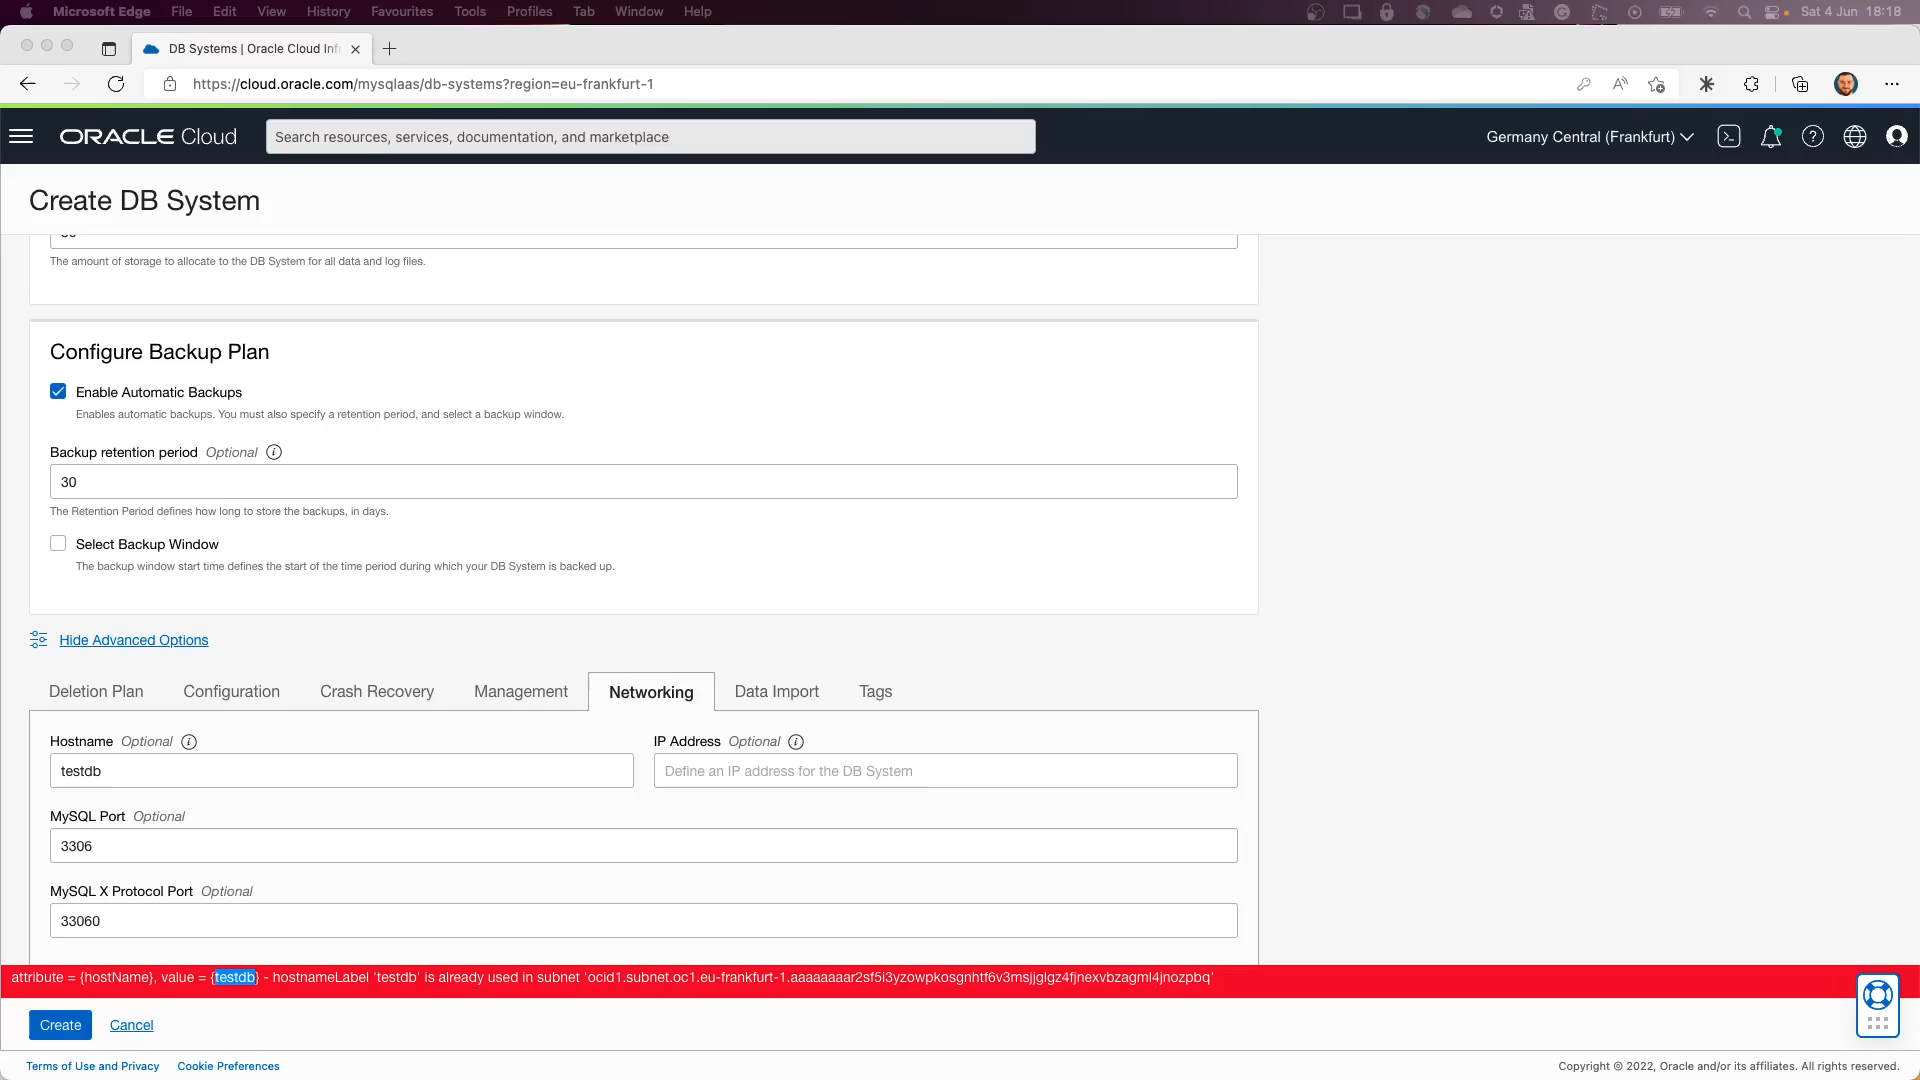 Microsoft Edge File Edit View History Favourites Tools Profiles Tab Window Help Sat 4 Jun 18:18
DB Systems | Oracle Cloud Infr
https://cloud.oracle.com/mysqlaas/db-systems?region=eu-frankfurt-1
ORACLE Cloud Search resources, services, documentation, and marketplace Germany Central (Frankfurt)
Create DB System
The amount of storage to allocate to the DB System for all data and log files.
Configure Backup Plan
Enable Automatic Backups
Enables automatic backups. You must also specify a retention period, and select a backup window.
Backup retention period Optional
30
The Retention Period defines how long to store the backups, in days.
Select Backup Window
The backup window start time defines the start of the time period during which your DB System is backed up.
Hide Advanced Options
Deletion Plan Configuration Crash Recovery Management Networking Data Import Tags
Hostname Optional IP Address Optional
testdb Define an IP address for the DB System
MySQL Port Optional
3306
MySQL X Protocol Port Optional
33060
attribute = {hostName}, value = {testdb} - hostnameLabel 'testdb' is already used in subnet 'ocid1.subnet.oc1.eu-frankfurt-1.aaaaaaaar2sf5i3yzowpkosgnhtf6v3msjjglgz4fjnexvbzagml4jnozpbq'
Create Cancel
Terms of Use and Privacy Cookie Preferences Copyright © 2022, Oracle and/or its affiliates. All rights reserved.